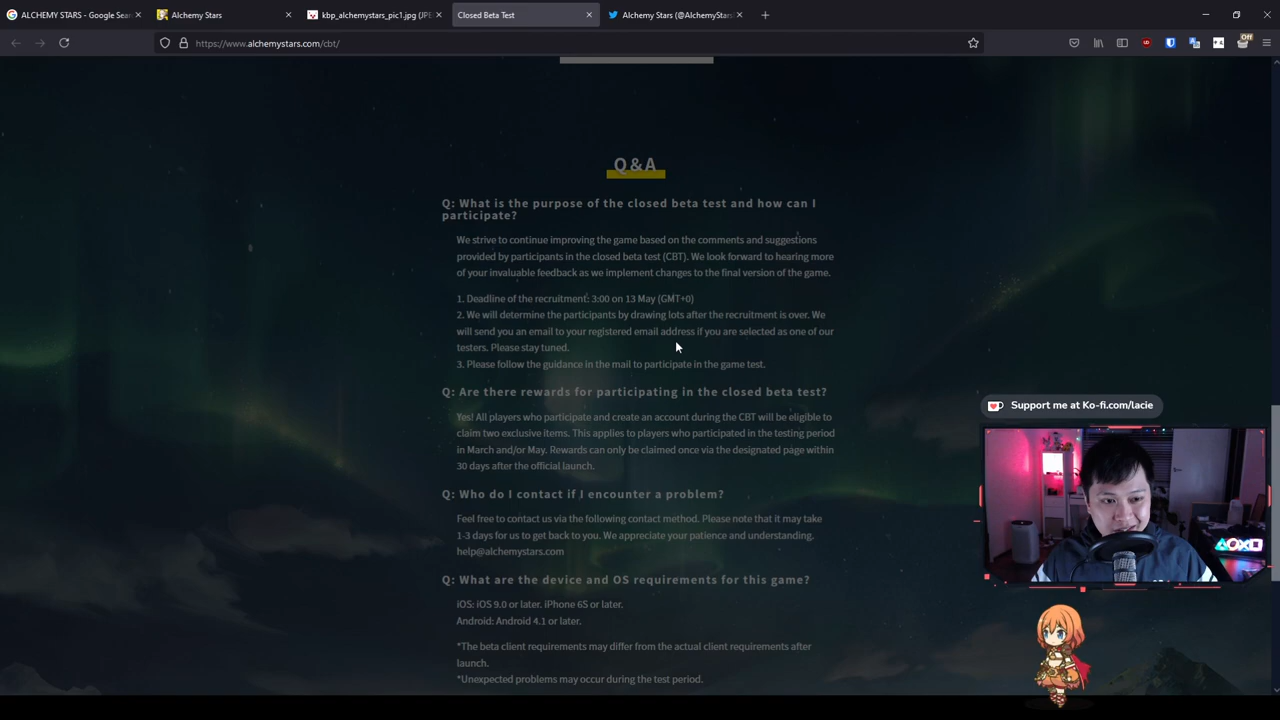 ALCHEMY STARS - Google Sear
Alchemy Stars
kbp_alchemystars_pic1.jpg (JPE
Closed Beta Test
Alchemy Stars (@AlchemyStars
https://www.alchemystars.com/cbt/
Off
Q&A
Q: What is the purpose of the closed beta test and how can I
participate?
We strive to continue improving the game based on the comments and suggestions
provided by participants in the closed beta test (CBT). We look forward to hearing more
of your invaluable feedback as we implement changes to the final version of the game.
1. Deadline of the recruitment: 3:00 on 13 May (GMT+0)
2. We will determine the participants by drawing lots after the recruitment is over. We
will send you an email to your registered email address if you are selected as one of our
testers. Please stay tuned.
3. Please follow the guidance in the mail to participate in the game test.
Q: Are there rewards for participating in the closed beta test?
Yes! All players who participate and create an account during the CBT will be eligible to
claim two exclusive items. This applies to players who participated in the testing period
in March and/or May. Rewards can only be claimed once via the designated page within
30 days after the official launch.
Q: Who do I contact if I encounter a problem?
Feel free to contact us via the following contact method. Please note that it may take
1-3 days for us to get back to you. We appreciate your patience and understanding.
help@alchemystars.com
Q: What are the device and OS requirements for this game?
iOS: iOS 9.0 or later. iPhone 6S or later.
Android: Android 4.1 or later.
*The beta client requirements may differ from the actual client requirements after
launch.
*Unexpected problems may occur during the test period.
Support me at Ko-fi.com/lacie